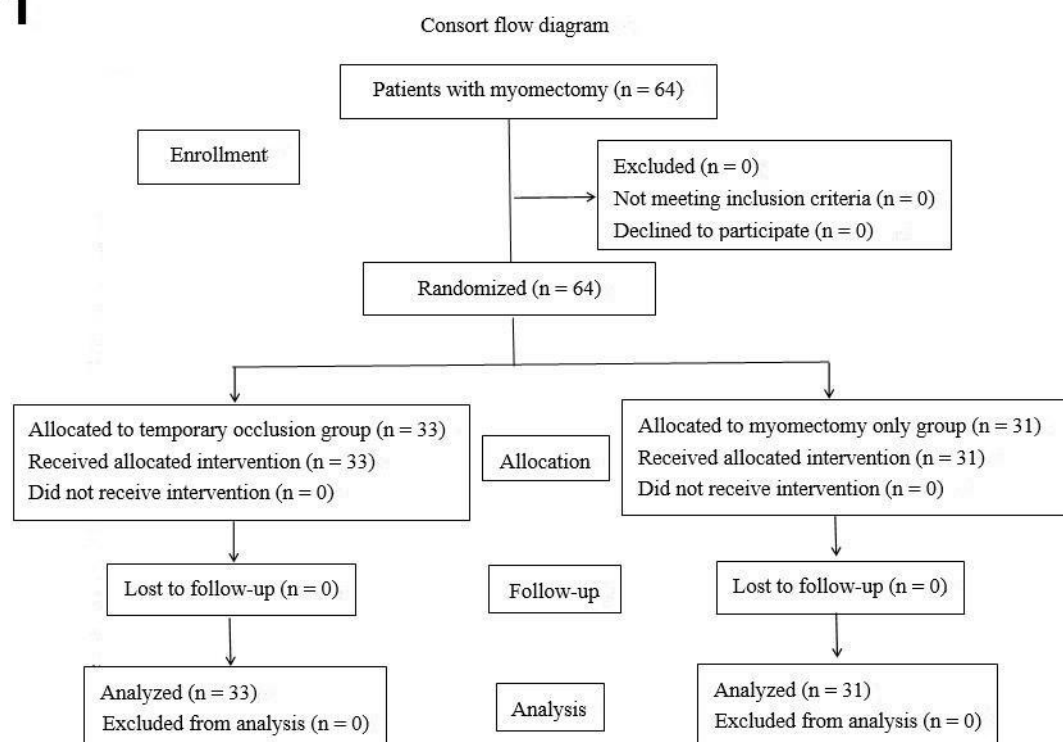 Consort flow diagram
Patients with myomectomy (n = 64)
Enrollment
Excluded (n = 0)
Not meeting inclusion criteria (n = 0)
Declined to participate (n = 0)
Randomized (n = 64)
Allocated to temporary occlusion group (n = 33)
Received allocated intervention (n = 33)
Did not receive intervention (n = 0)
Allocation
Allocated to myomectomy only group (n = 31)
Received allocated intervention (n = 31)
Did not receive intervention (n = 0)
Lost to follow-up (n = 0)
Follow-up
Lost to follow-up (n = 0)
Analyzed (n = 33)
Excluded from analysis (n = 0)
Analysis
Analyzed (n = 31)
Excluded from analysis (n = 0)